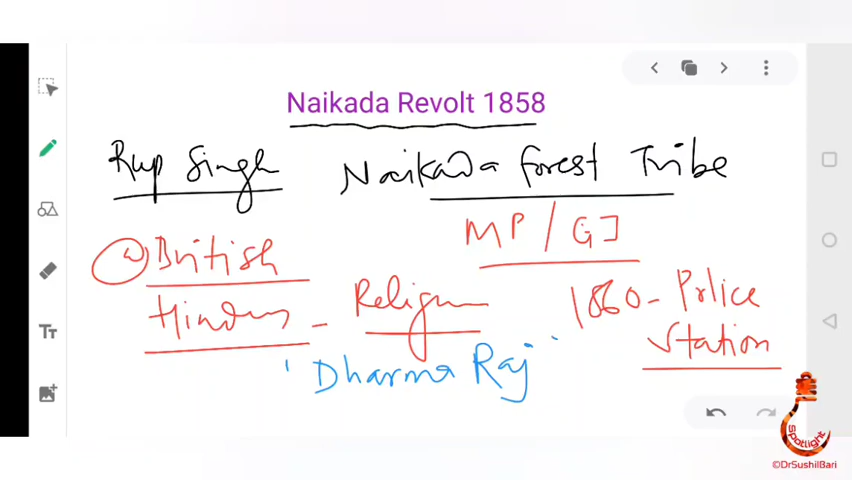 Naikada Revolt 1858
Rup Singh Naikada Forest Tribe
MP / GJ
British
Hindus - Religion
1860 - Police
Station
'Dharma Raj'
Tt
Spotlight
©DrSushilBari